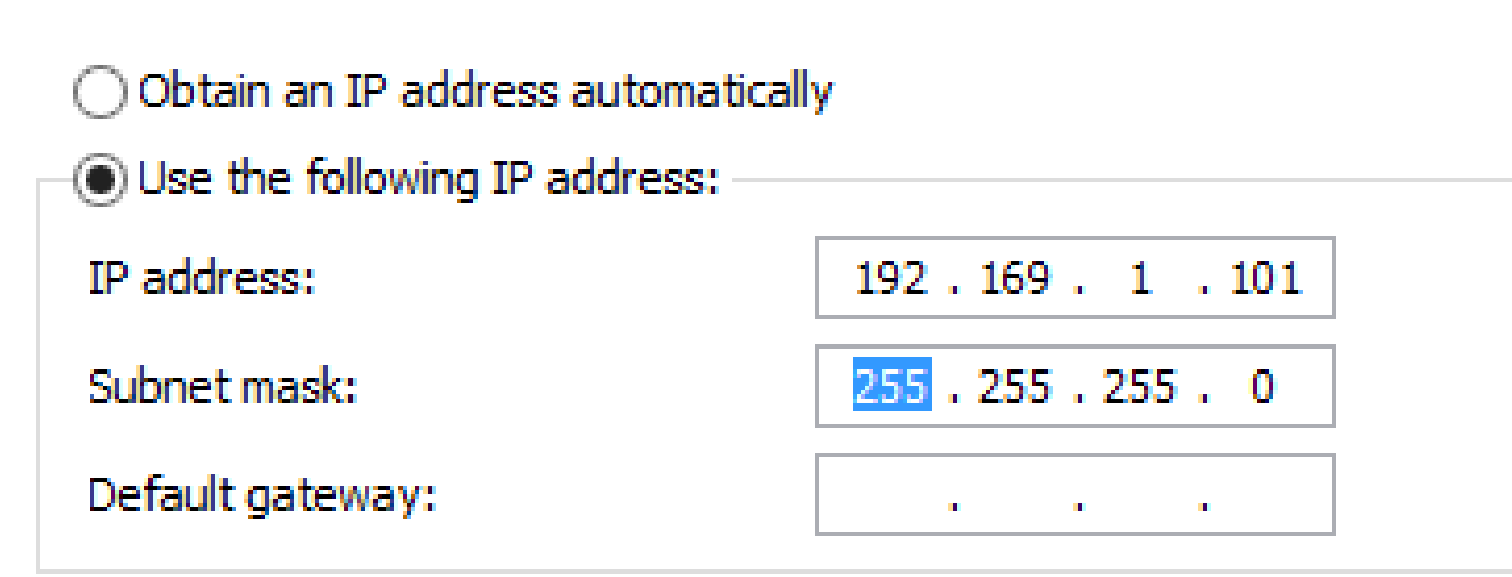 Obtain an IP address automatically
Use the following IP address:
IP address: 192 . 169 . 1 . 101
Subnet mask: 255 . 255 . 255 . 0
Default gateway: . . .